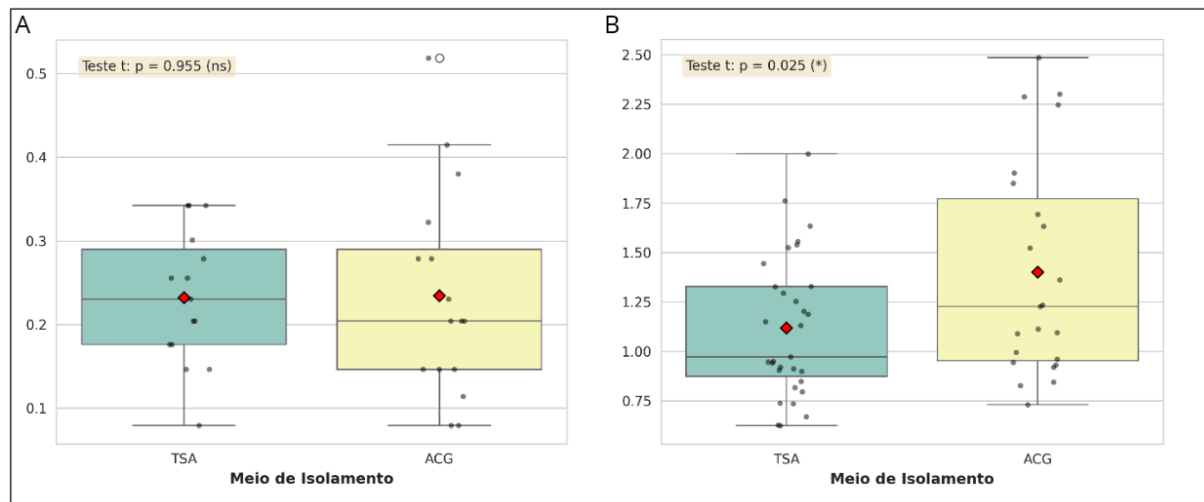 A
Teste t: p = 0.955 (ns)
0.5
0.4
0.3
0.2
0.1
TSA
ACG
Meio de Isolamento
B
Teste t: p = 0.025 (*)
2.50
2.25
2.00
1.75
1.50
1.25
1.00
0.75
TSA
ACG
Meio de Isolamento